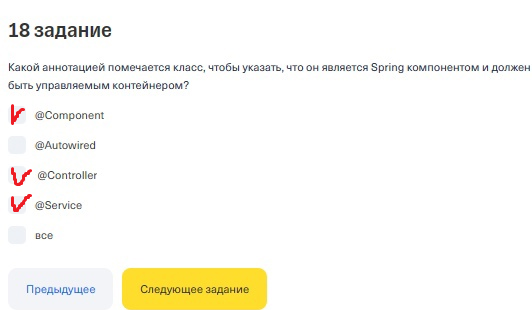 18 задание
Какой аннотацией помечается класс, чтобы указать, что он является Spring компонентом и должен
быть управляемым контейнером?
@Component
@Autowired
@Controller
@Service
все
Предыдущее
Следующее задание